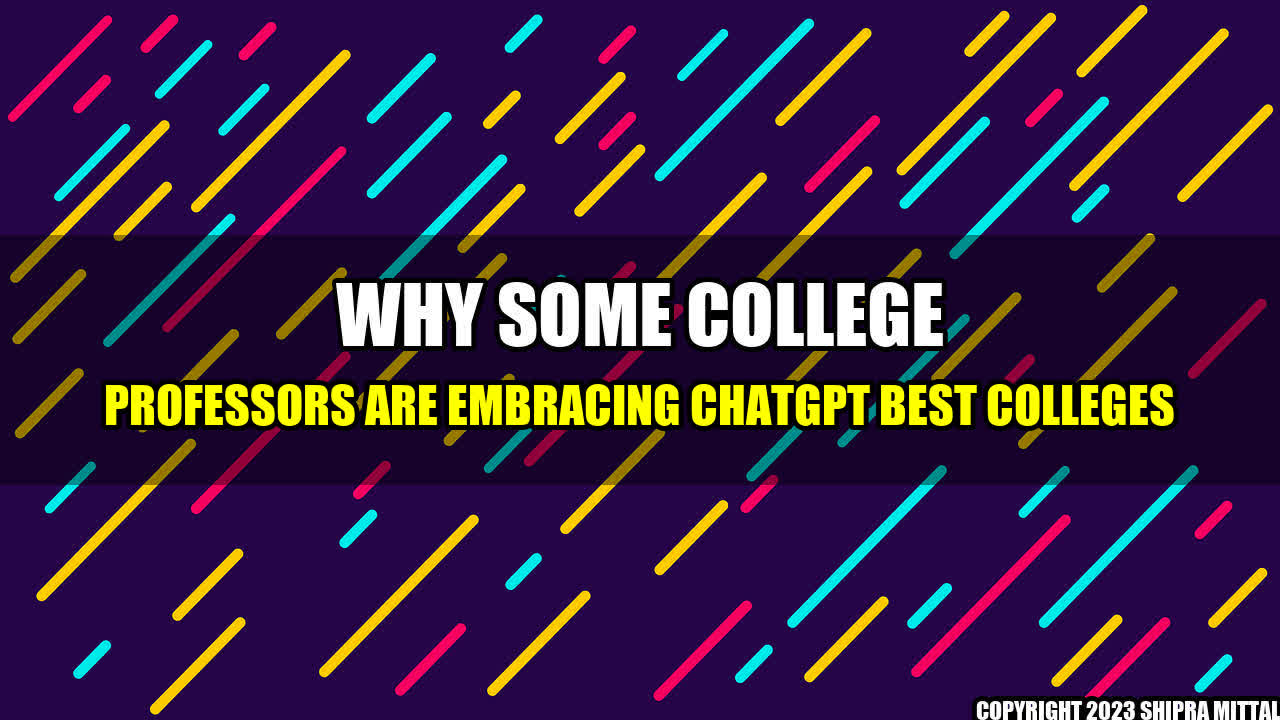 WHY SOME COLLEGE
PROFESSORS ARE EMBRACING CHATGPT BEST COLLEGES
COPYRIGHT 2023 SHIPRA MITTAL